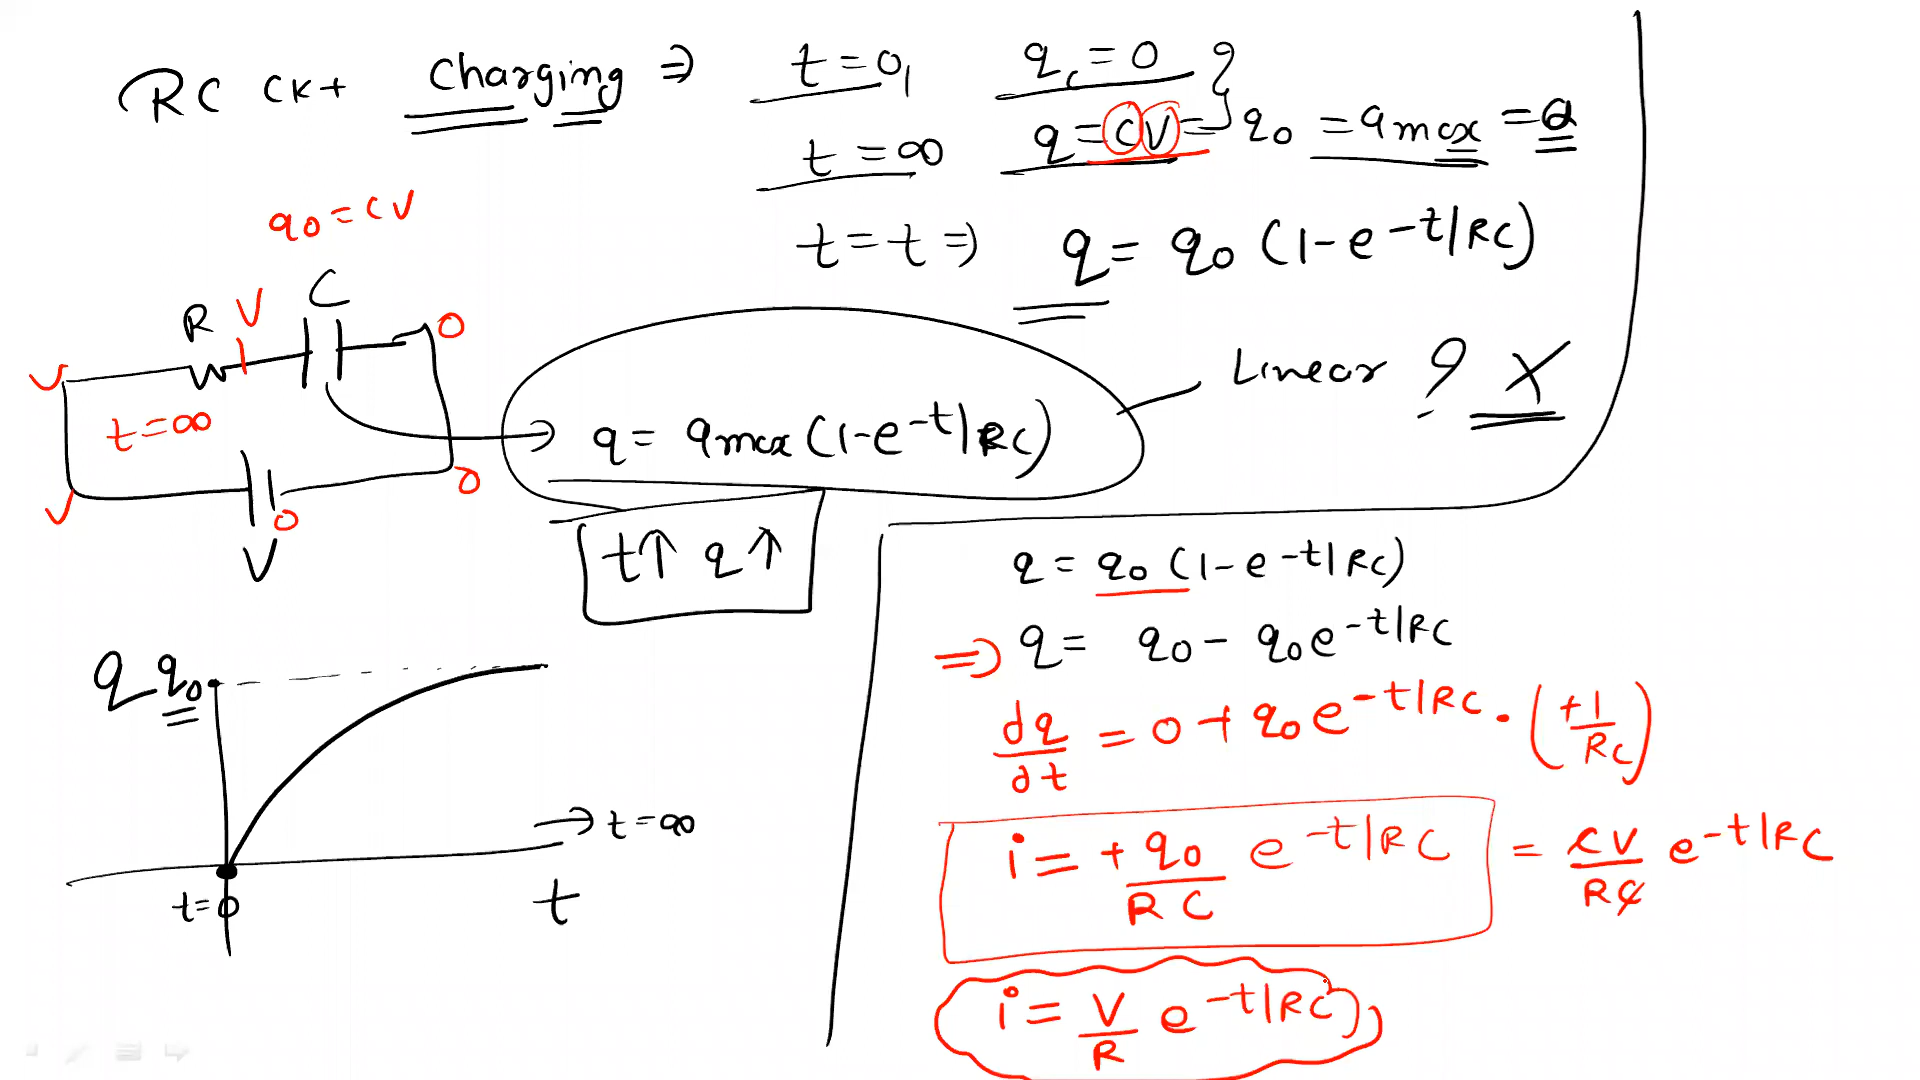 RC CKt Charging ⇒ t=0, qc=0
t=∞ q=CV= q0 =qmax =Q
t=t ⇒ q= q0 (1-e-t/RC)
q0=CV
R V C 0
V
t=∞
V 0 0
V
q= qmax (1-e-t/RC)
Linear ? X
t↑ q↑
q= q0 (1-e-t/RC)
⇒ q= q0- q0e-t/RC
dq/dt = 0+ q0e-t/RC . (+1/RC)
i= +q0/RC e-t/RC = CV/RC e-t/RC
i= V/R e-t/RC
q q0
→ t=∞
t=0 t